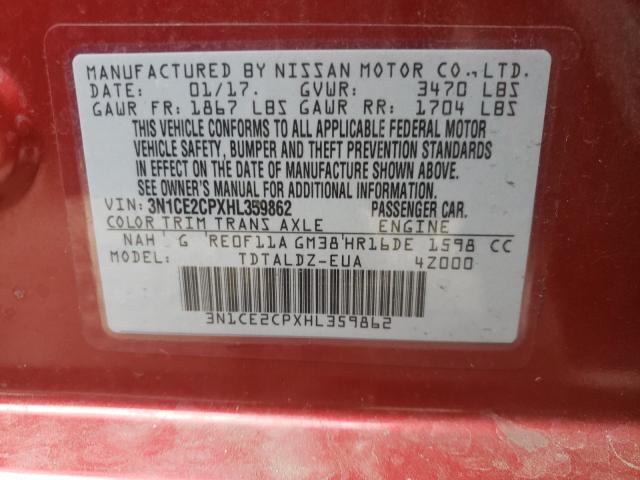 MANUFACTURED BY NISSAN MOTOR CO., LTD.
DATE: 01/17. GVWR: 3470 LBS
GAWR FR: 1867 LBS GAWR RR: 1704 LBS
THIS VEHICLE CONFORMS TO ALL APPLICABLE FEDERAL MOTOR
VEHICLE SAFETY, BUMPER AND THEFT PREVENTION STANDARDS
IN EFFECT ON THE DATE OF MANUFACTURE SHOWN ABOVE.
SEE OWNER'S MANUAL FOR ADDITIONAL INFORMATION.
VIN: 3N1CE2CPXHL359862 PASSENGER CAR.
COLOR TRIM TRANS AXLE ENGINE
NAH ' G 'RE0F11A GM38'HR16DE 1598 CC
MODEL: TDTALDZ-EUA 4Z000
3N1CE2CPXHL359862